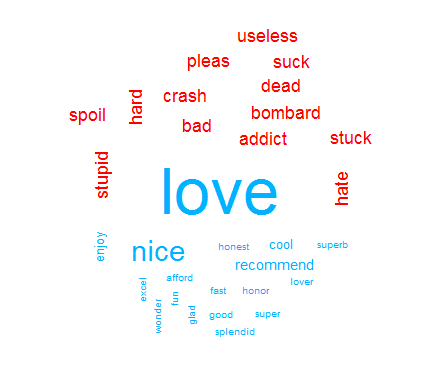 useless
pleas
suck
dead
crash
hard
spoil
bombard
bad
addict
stuck
stupid
love
hate
enjoy
nice
honest
cool
superb
recommend
afford
lover
excel
fun
fast
honor
wonder
glad
good
super
splendid